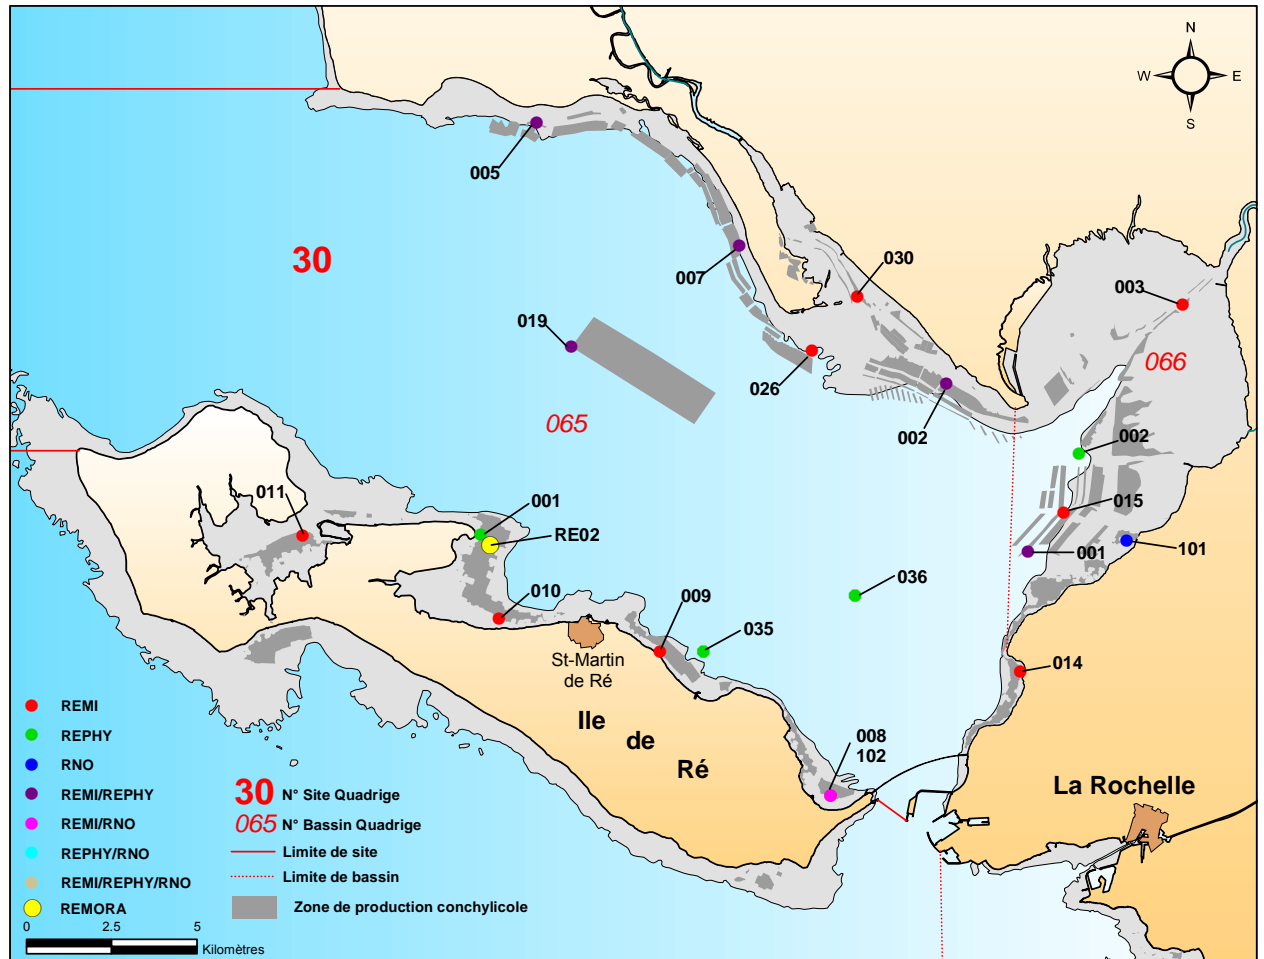 N
W E
S
005
30
007
030
003
019
066
026
065
002
002
011
001
015
RE02
001
101
036
010
009
035
St-Martin
de Ré
014
Ile
de
Ré
008
102
La Rochelle
REMI
REPHY
RNO
REMI/REPHY
REMI/RNO
REPHY/RNO
REMI/REPHY/RNO
REMORA
30 N° Site Quadrige
065 N° Bassin Quadrige
Limite de site
Limite de bassin
Zone de production conchylicole
0 2.5 5
Kilomètres